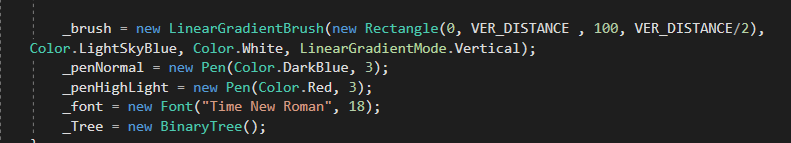 _brush = new LinearGradientBrush(new Rectangle(0, VER_DISTANCE , 100, VER_DISTANCE/2),
Color.LightSkyBlue, Color.White, LinearGradientMode.Vertical);
_penNormal = new Pen(Color.DarkBlue, 3);
_penHighLight = new Pen(Color.Red, 3);
_font = new Font("Time New Roman", 18);
_Tree = new BinaryTree();